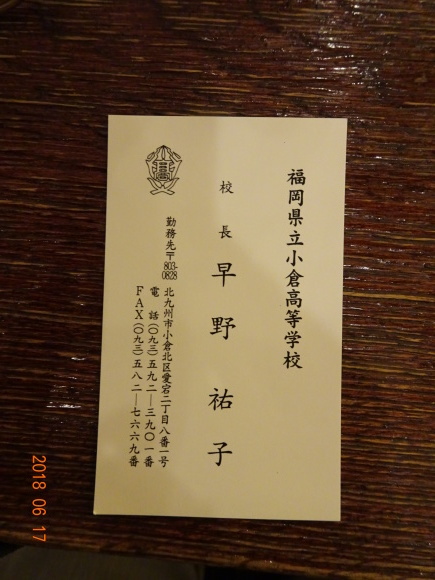 福岡県立小倉高等学校
校長 早野祐子
勤務先〒803-0828
北九州市小倉北区愛宕二丁目八番一号
電話(〇九三)五九二―三九〇一番
FAX(〇九三)五八二―七六六九番
2018 06 17